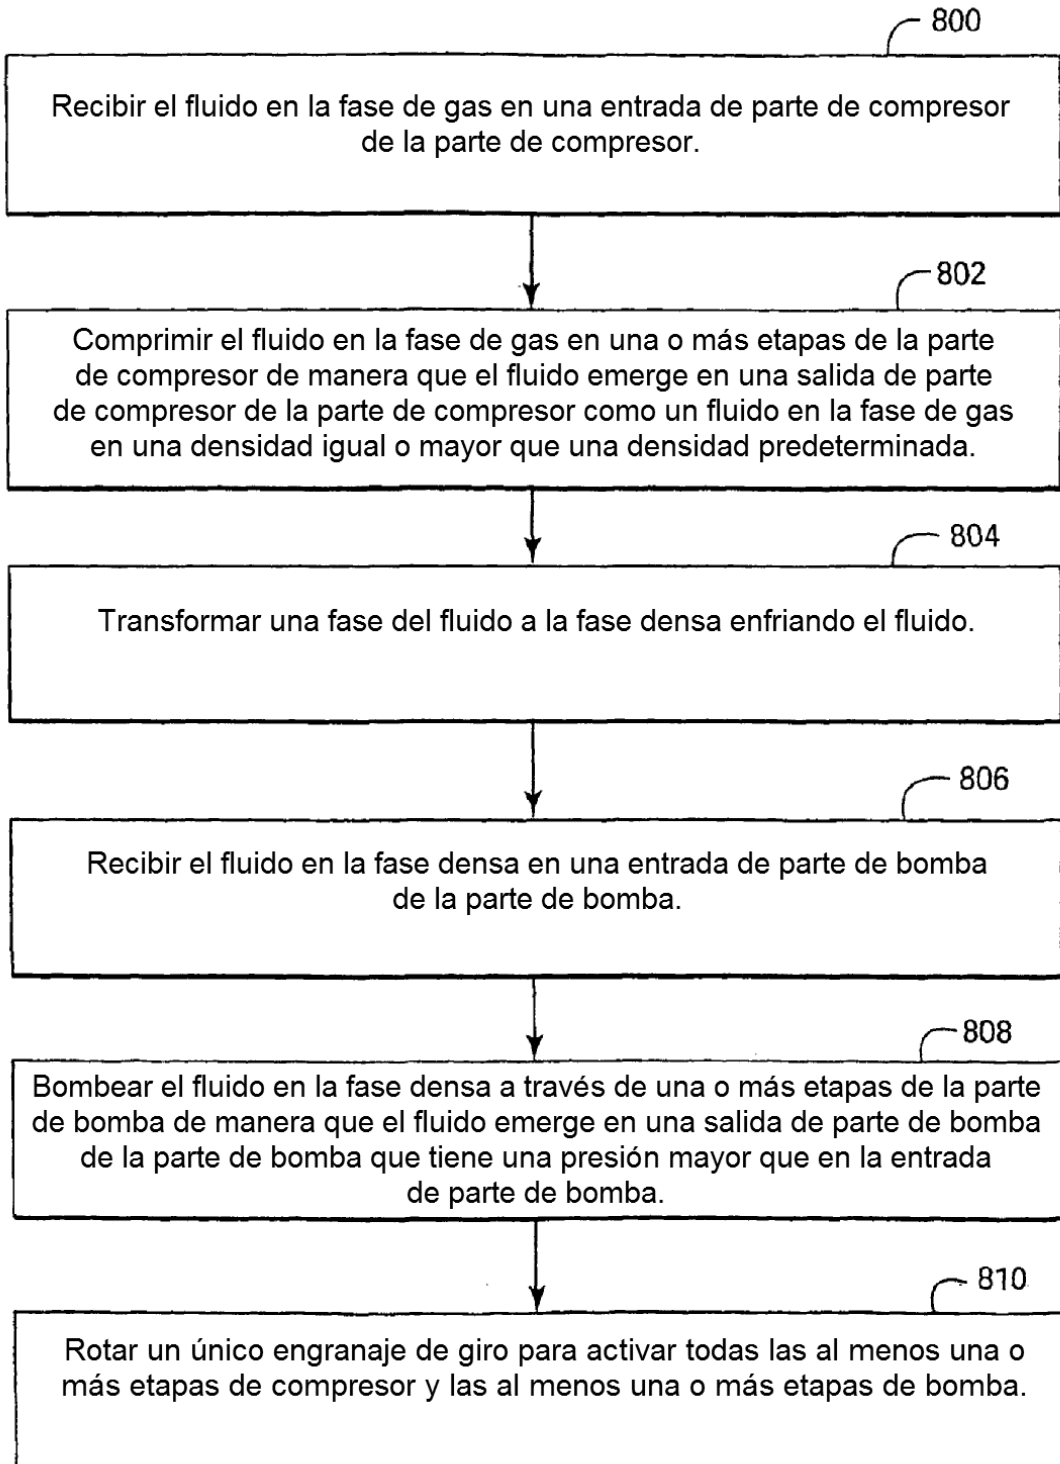 800
Recibir el fluido en la fase de gas en una entrada de parte de compresor
de la parte de compresor.
802
Comprimir el fluido en la fase de gas en una o más etapas de la parte
de compresor de manera que el fluido emerge en una salida de parte
de compresor de la parte de compresor como un fluido en la fase de gas
en una densidad igual o mayor que una densidad predeterminada.
804
Transformar una fase del fluido a la fase densa enfriando el fluido.
806
Recibir el fluido en la fase densa en una entrada de parte de bomba
de la parte de bomba.
808
Bombear el fluido en la fase densa a través de una o más etapas de la parte
de bomba de manera que el fluido emerge en una salida de parte de bomba
de la parte de bomba que tiene una presión mayor que en la entrada
de parte de bomba.
810
Rotar un único engranaje de giro para activar todas las al menos una o
más etapas de compresor y las al menos una o más etapas de bomba.